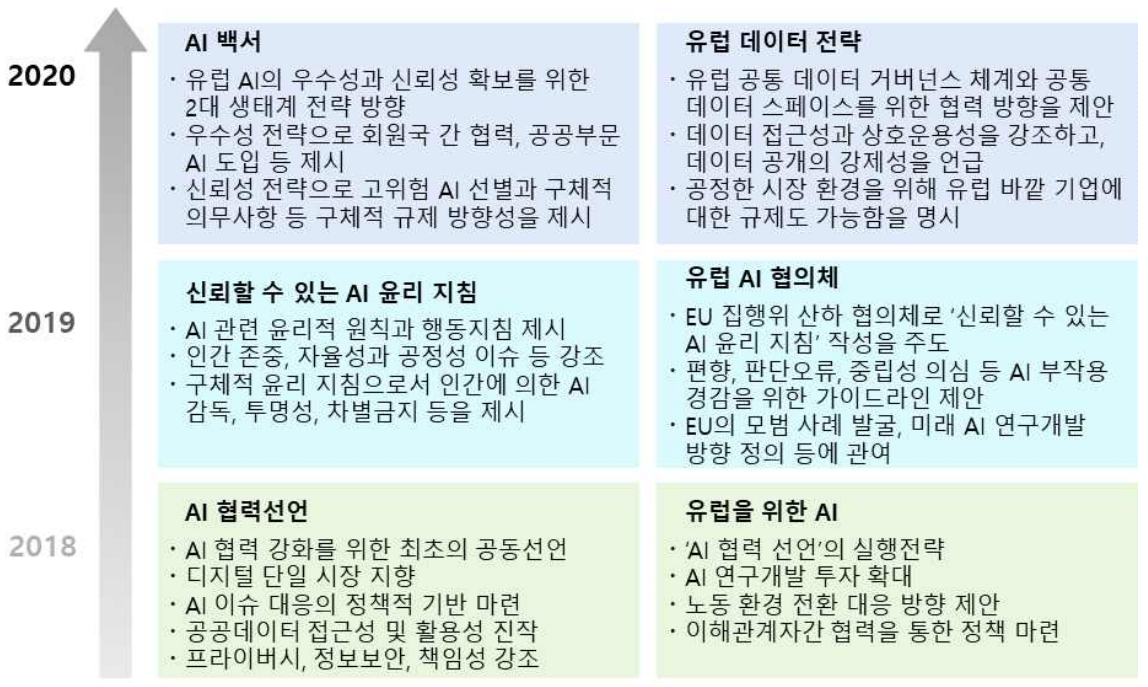 2020
AI 백서
· 유럽 AI의 우수성과 신뢰성 확보를 위한
2대 생태계 전략 방향
· 우수성 전략으로 회원국 간 협력, 공공부문
AI 도입 등 제시
· 신뢰성 전략으로 고위험 AI 선별과 구체적
의무사항 등 구체적 규제 방향성을 제시
유럽 데이터 전략
· 유럽 공통 데이터 거버넌스 체계와 공통
데이터 스페이스를 위한 협력 방향을 제안
· 데이터 접근성과 상호운용성을 강조하고,
데이터 공개의 강제성을 언급
· 공정한 시장 환경을 위해 유럽 바깥 기업에
대한 규제도 가능함을 명시
2019
신뢰할 수 있는 AI 윤리 지침
· AI 관련 윤리적 원칙과 행동지침 제시
· 인간 존중, 자율성과 공정성 이슈 등 강조
· 구체적 윤리 지침으로서 인간에 의한 AI
감독, 투명성, 차별금지 등을 제시
유럽 AI 협의체
· EU 집행위 산하 협의체로 '신뢰할 수 있는
AI 윤리 지침' 작성을 주도
· 편향, 판단오류, 중립성 의심 등 AI 부작용
경감을 위한 가이드라인 제안
· EU의 모범 사례 발굴, 미래 AI 연구개발
방향 정의 등에 관여
2018
AI 협력선언
· AI 협력 강화를 위한 최초의 공동선언
· 디지털 단일 시장 지향
· AI 이슈 대응의 정책적 기반 마련
· 공공데이터 접근성 및 활용성 진작
· 프라이버시, 정보보안, 책임성 강조
유럽을 위한 AI
· 'AI 협력 선언'의 실행전략
· AI 연구개발 투자 확대
· 노동 환경 전환 대응 방향 제안
· 이해관계자간 협력을 통한 정책 마련